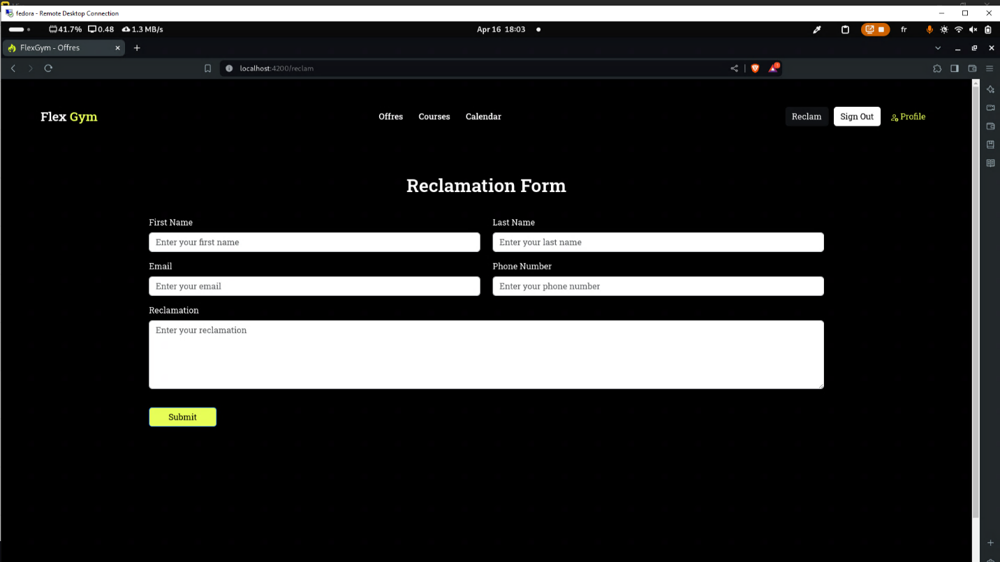 fedora - Remote Desktop Connection
41.7% 0.48 1.3 MB/s Apr 16 18:03 fr
FlexGym - Offres
localhost:4200/reclam
Flex Gym Offres Courses Calendar Reclam Sign Out Profile
Reclamation Form
First Name Last Name
Enter your first name Enter your last name
Email Phone Number
Enter your email Enter your phone number
Reclamation
Enter your reclamation
Submit